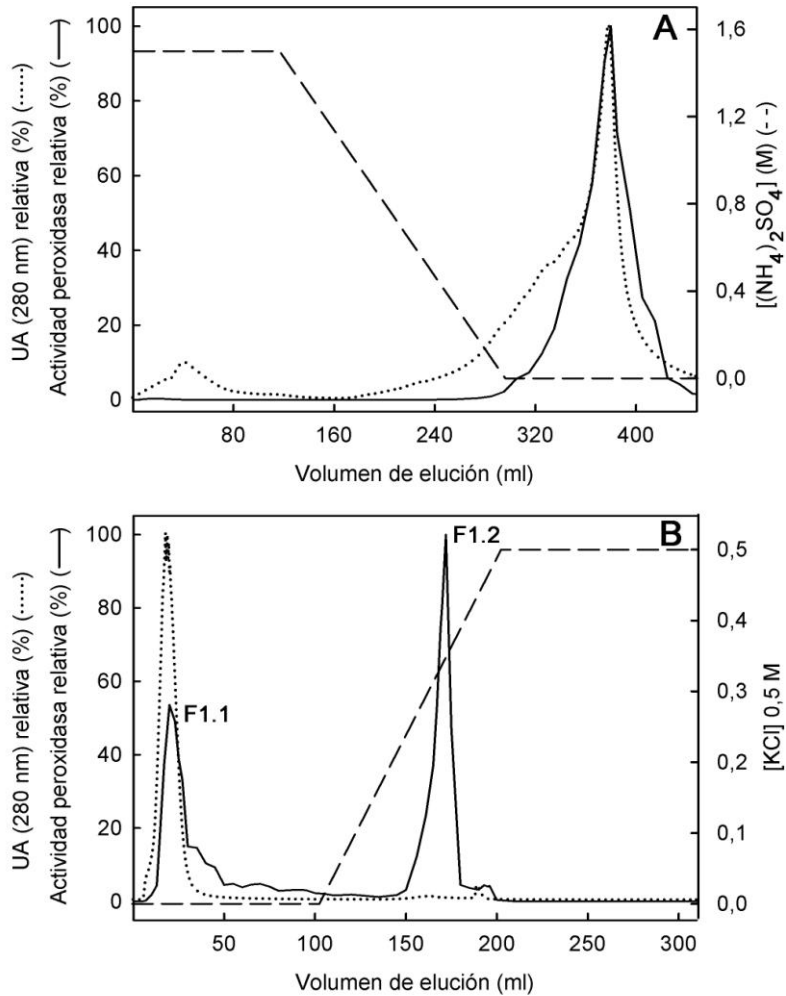 A
UA (280 nm) relativa (%) (.....)
Actividad peroxidasa relativa (%) (—)
100
80
60
40
20
0
1,6
1,2
0,8
0,4
0,0
[(NH4)2SO4] (M) (- -)
80
160
240
320
400
Volumen de elución (ml)
B
UA (280 nm) relativa (%) (.....)
Actividad peroxidasa relativa (%) (—)
100
80
60
40
20
0
F1.1
F1.2
0,5
0,4
0,3
0,2
0,1
0,0
[KCl] 0,5 M
50
100
150
200
250
300
Volumen de elución (ml)